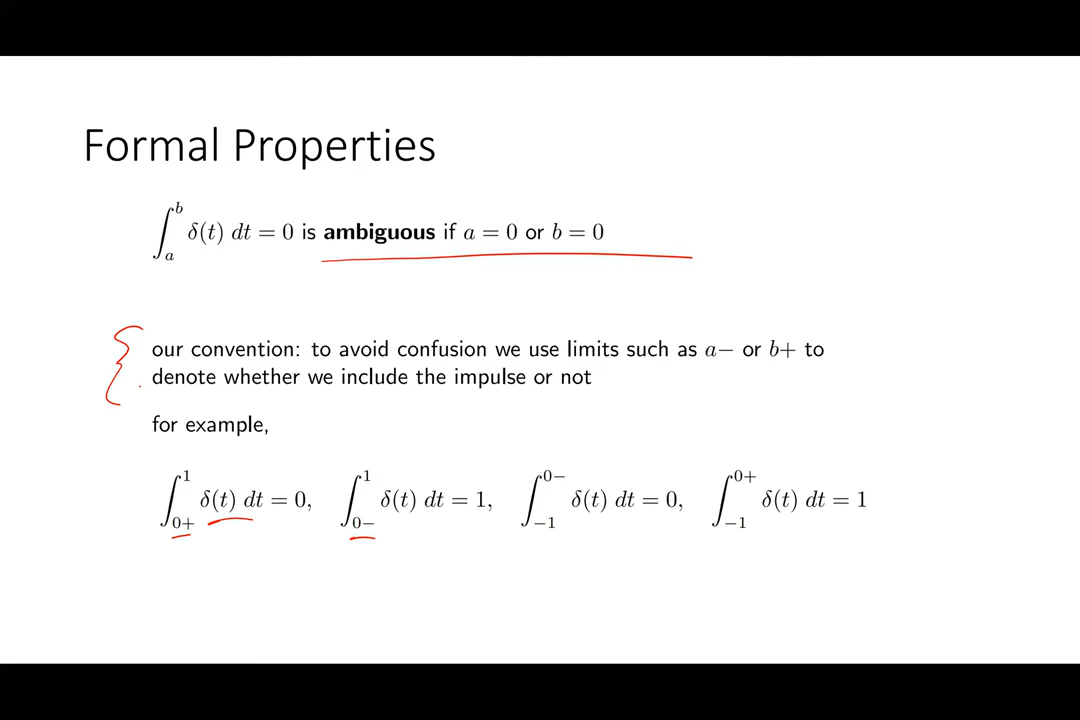 Formal Properties
∫_a^b δ(t) dt = 0 is ambiguous if a = 0 or b = 0
our convention: to avoid confusion we use limits such as a− or b+ to
denote whether we include the impulse or not
for example,
∫_{0+}^{1} δ(t) dt = 0, ∫_{0−}^{1} δ(t) dt = 1, ∫_{−1}^{0−} δ(t) dt = 0, ∫_{−1}^{0+} δ(t) dt = 1